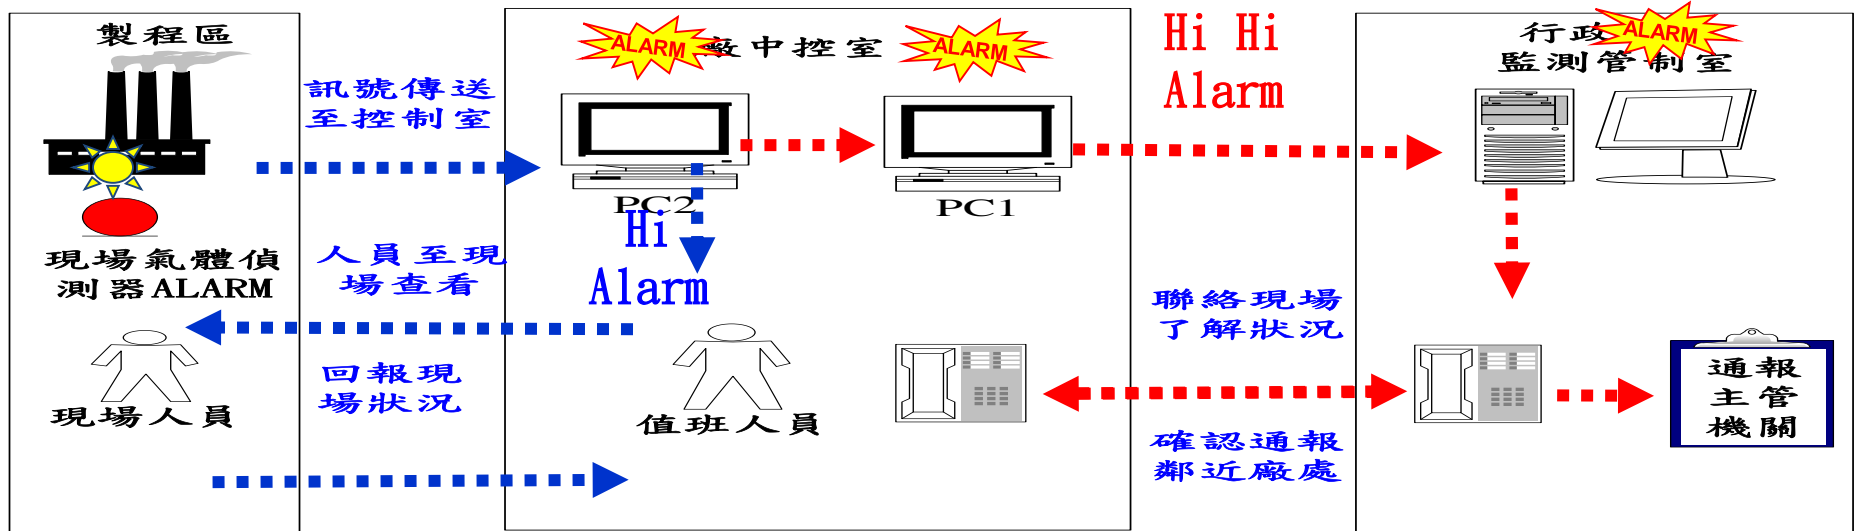 製程區
現場氣體偵
測器ALARM
現場人員
訊號傳送
至控制室
人員至現
場查看
回報現
場狀況
ALARM
廠中控室
ALARM
PC2
PC1
Hi
Alarm
值班人員
Hi Hi
Alarm
聯絡現場
了解狀況
確認通報
鄰近廠處
行政
ALARM
監測管制室
通報
主管
機關